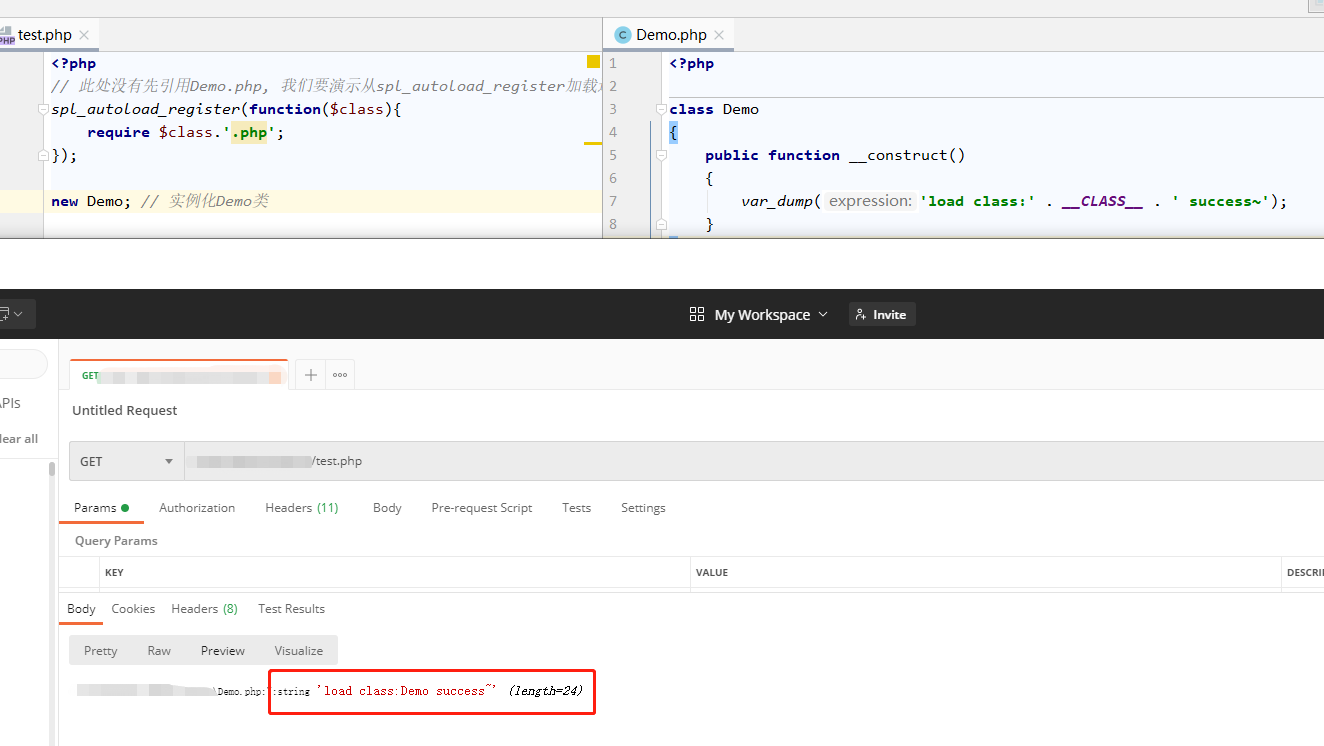 test.php
Demo.php
<?php
// 此处没有先引用Demo.php, 我们要演示从spl_autoload_register加载
spl_autoload_register(function($class){
require $class.'.php';
});
new Demo; // 实例化Demo类
1 <?php
2
3 class Demo
4 {
5 public function __construct()
6 {
7 var_dump( expression: 'load class:' . __CLASS__ . ' success~');
8 }
My Workspace
Invite
GET
APIs
Untitled Request
lear all
GET
/test.php
Params
Authorization
Headers (11)
Body
Pre-request Script
Tests
Settings
Query Params
KEY
VALUE
DESCRI
Body
Cookies
Headers (8)
Test Results
Pretty
Raw
Preview
Visualize
\Demo.php:7:string 'load class:Demo success~' (length=24)